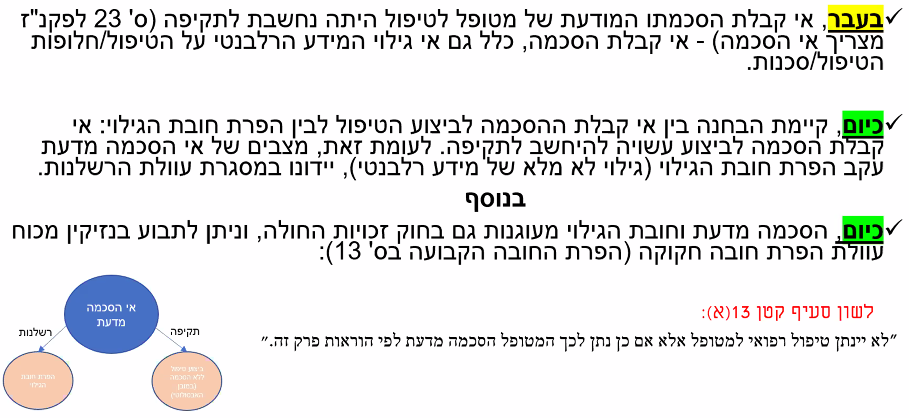 ✓בעבר, אי קבלת הסכמתו המודעת של מטופל לטיפול היתה נחשבת לתקיפה (ס' 23 לפקנ"ז
מצריך אי הסכמה) - אי קבלת הסכמה, כלל גם אי גילוי המידע הרלבנטי על הטיפול/חלופות
הטיפול/סכנות.
✓כיום, קיימת הבחנה בין אי קבלת ההסכמה לביצוע הטיפול לבין הפרת חובת הגילוי: אי
קבלת הסכמה לביצוע עשויה להיחשב לתקיפה. לעומת זאת, מצבים של אי הסכמה מדעת
עקב הפרת חובת הגילוי (גילוי לא מלא של מידע רלבנטי), יידונו במסגרת עוולת הרשלנות.
בנוסף
✓כיום, הסכמה מדעת וחובת הגילוי מעוגנות גם בחוק זכויות החולה, וניתן לתבוע בנזיקין מכוח
עוולת הפרת חובה חקוקה (הפרת החובה הקבועה בס' 13):
לשון סעיף קטן 13(א):
"לא יינתן טיפול רפואי למטופל אלא אם כן נתן לכך המטופל הסכמה מדעת לפי הוראות פרק זה."
אי הסכמה
מדעת
תקיפה
רשלנות
ביצוע טיפול
ללא הסכמה
(במובן
האבסולוטי)
הפרת חובת
הגילוי